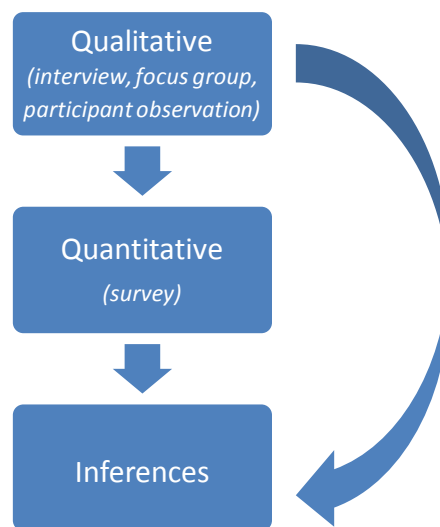 Qualitative
(interview, focus group,
participant observation)
Quantitative
(survey)
Inferences